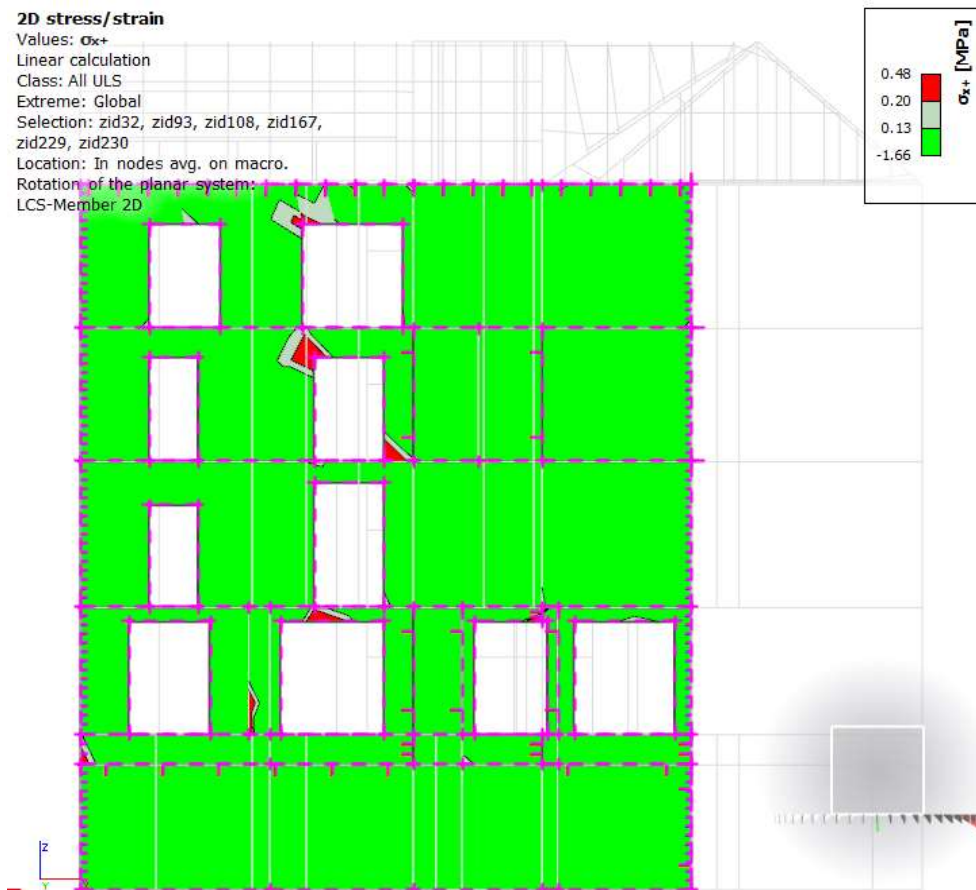 2D stress/strain
Values: σx+
Linear calculation
Class: All ULS
Extreme: Global
Selection: zid32, zid93, zid108, zid167,
zid229, zid230
Location: In nodes avg. on macro.
Rotation of the planar system:
LCS-Member 2D
σx+ [MPa]
0.48
0.20
0.13
-1.66
Z
Y